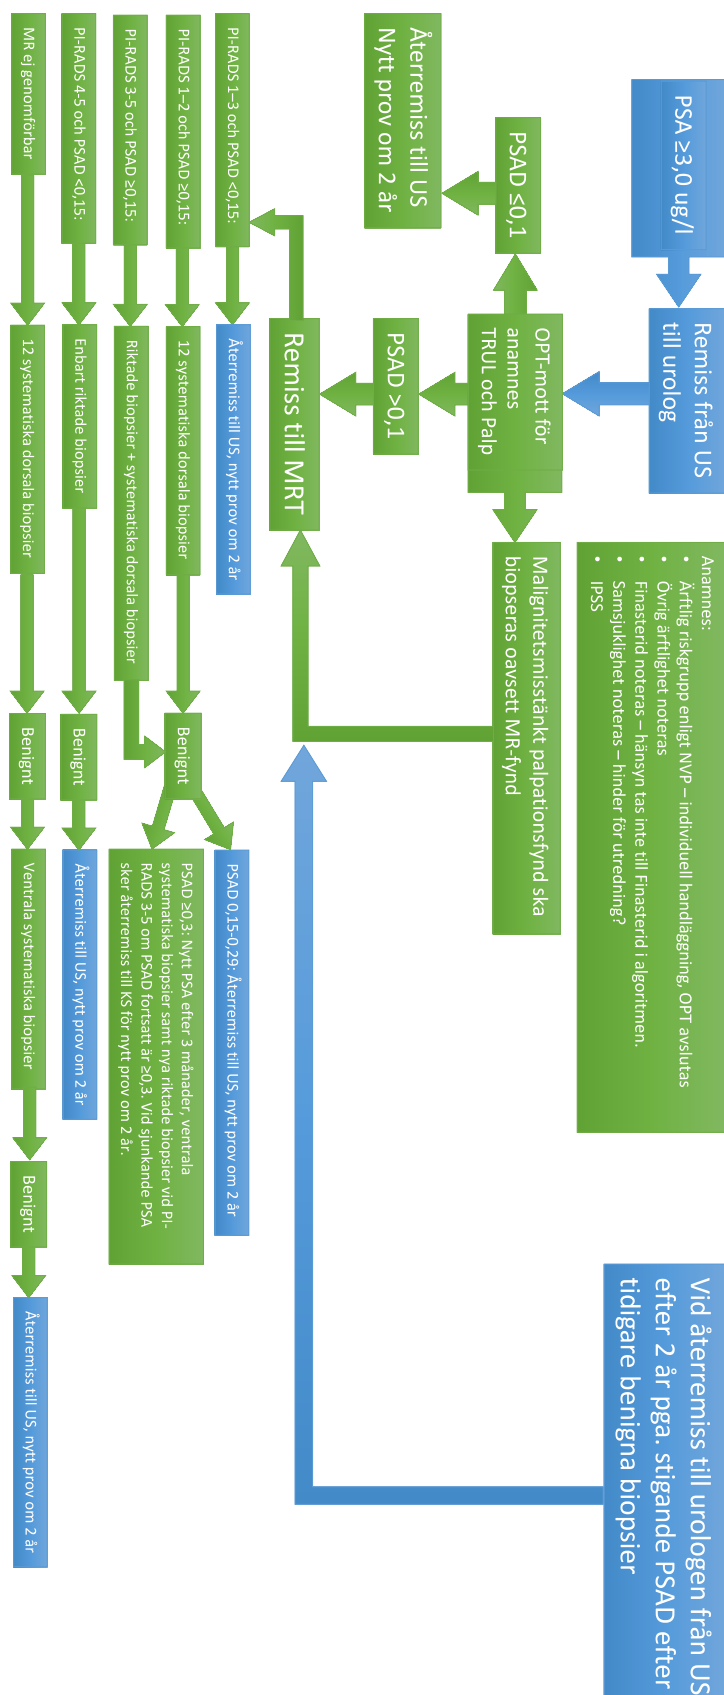 PSA ≥3,0 ug/l
Remiss från US
till urolog
Anamnes:
• Ärftlig riskgrupp enligt NVP – individuell handläggning, OPT avslutas
• Övrig ärftlighet noteras
• Finasterid noteras – hänsyn tas inte till Finasterid i algoritmen.
• Samsjuklighet noteras – hinder för utredning?
• IPSS
Vid återremiss till urologen från US
efter 2 år pga. stigande PSAD efter
tidigare benigna biopsier
PSAD ≤0,1
OPT-mott för
anamnes
TRUL och Palp
Malignitetsmisstänkt palpationsfynd ska
biopseras oavsett MR-fynd
Återremiss till US
Nytt prov om 2 år
PSAD >0,1
Remiss till MRT
PI-RADS 1–3 och PSAD <0,15:
Återremiss till US, nytt prov om 2 år
PI-RADS 1–2 och PSAD ≥0,15:
12 systematiska dorsala biopsier
Benignt
PSAD 0,15-0,29: Återremiss till US, nytt prov om 2 år
PI-RADS 3-5 och PSAD ≥0,15:
Riktade biopsier + systematiska dorsala biopsier
PSAD ≥0,3: Nytt PSA efter 3 månader, ventrala
systematiska biopsier samt nya riktade biopsier vid PI-
RADS 3-5 om PSAD fortsatt är ≥0,3. Vid sjunkande PSA
sker återremiss till KS för nytt prov om 2 år.
PI-RADS 4-5 och PSAD <0,15:
Enbart riktade biopsier
Benignt
Återremiss till US, nytt prov om 2 år
MR ej genomförbar
12 systematiska dorsala biopsier
Benignt
Ventrala systematiska biopsier
Benignt
Återremiss till US, nytt prov om 2 år